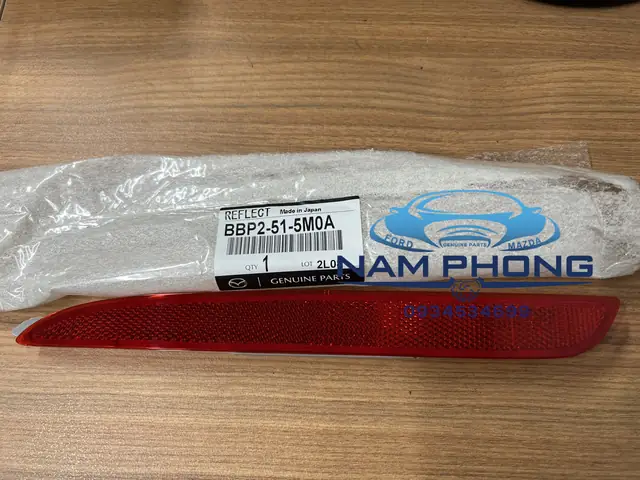 REFLECT Made in Japan
BBP2-51-5M0A
QTY 1 LOT 2L0
GENUINE PARTS
FORD GENUINE PARTS MAZDA
NAM PHONG
0934534538